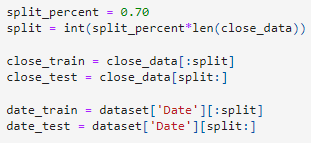 split_percent = 0.70
split = int(split_percent*len(close_data))
close_train = close_data[:split]
close_test = close_data[split:]
date_train = dataset['Date'][:split]
date_test = dataset['Date'][split:]